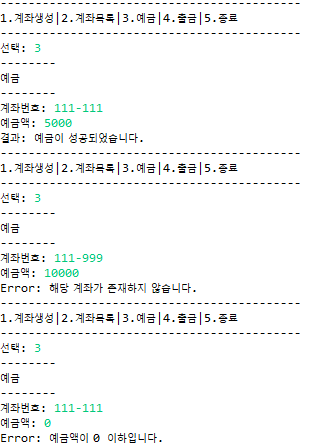 -------------------------------------------
1.계좌생성|2.계좌목록|3.예금|4.출금|5.종료
-------------------------------------------
선택: 3
--------
예금
--------
계좌번호: 111-111
예금액: 5000
결과: 예금이 성공되었습니다.
-------------------------------------------
1.계좌생성|2.계좌목록|3.예금|4.출금|5.종료
-------------------------------------------
선택: 3
--------
예금
--------
계좌번호: 111-999
예금액: 10000
Error: 해당 계좌가 존재하지 않습니다.
-------------------------------------------
1.계좌생성|2.계좌목록|3.예금|4.출금|5.종료
-------------------------------------------
선택: 3
--------
예금
--------
계좌번호: 111-111
예금액: 0
Error: 예금액이 0 이하입니다.